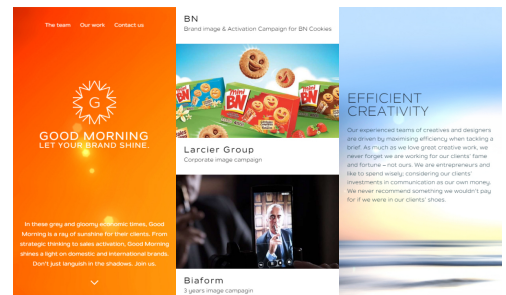 The team Our work Contact us
G
GOOD MORNING
LET YOUR BRAND SHINE.
In these grey and gloomy economic times, Good
Morning is a ray of sunshine for their clients. From
strategic thinking to sales activation, Good Morning
shines a light on domestic and international brands.
Don't just languish in the shadows. Join us.
BN
Brand image & Activation Campaign for BN Cookies
mini
BN
mini
BN
Larcier Group
Corporate image campaign
Biaform
3 years image campagin
EFFICIENT
CREATIVITY
Our experienced teams of creatives and designers
are driven by maximising efficiency when tackling a
brief. As much as we love great creative work, we
never forget we are working for our clients' fame
and fortune – not ours. We are entrepreneurs and
like to spend wisely; considering our clients'
investments in communication as our own money.
We never recommend something we wouldn't pay
for if we were in our clients' shoes.